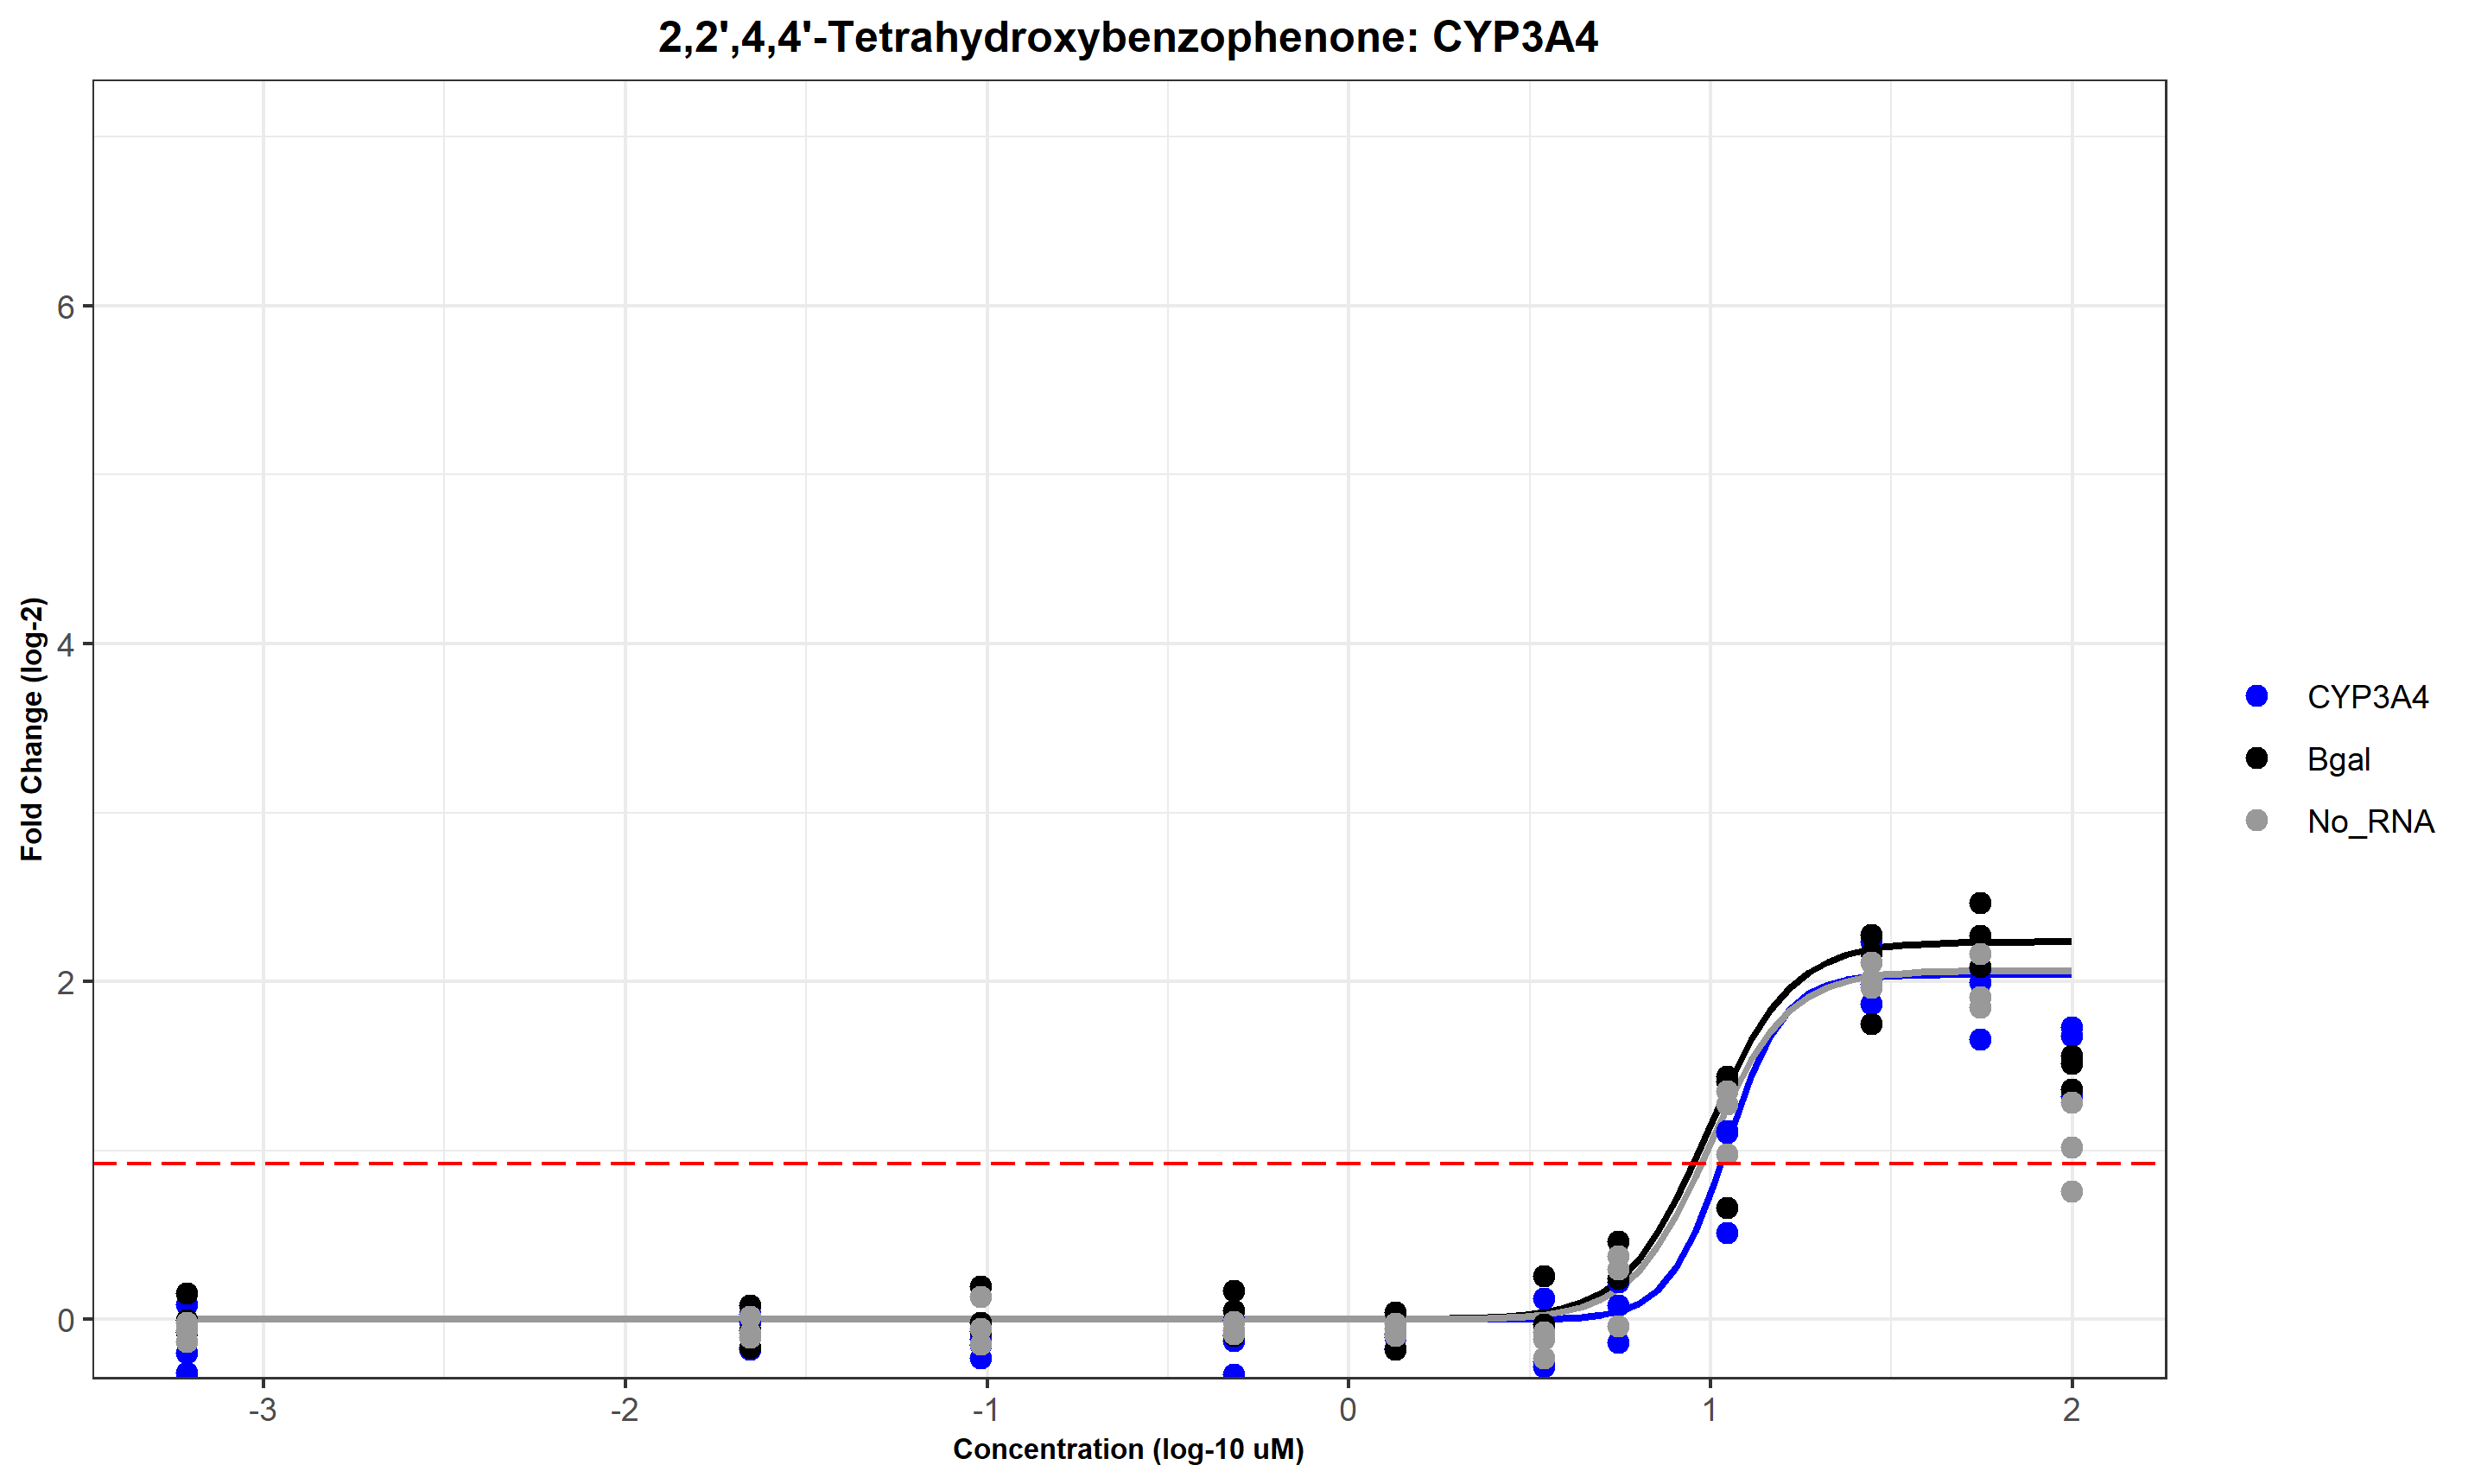 2,2',4,4'-Tetrahydroxybenzophenone: CYP3A4
Fold Change (log-2)
6
4
2
0
-3
-2
-1
0
1
2
Concentration (log-10 uM)
CYP3A4
Bgal
No_RNA